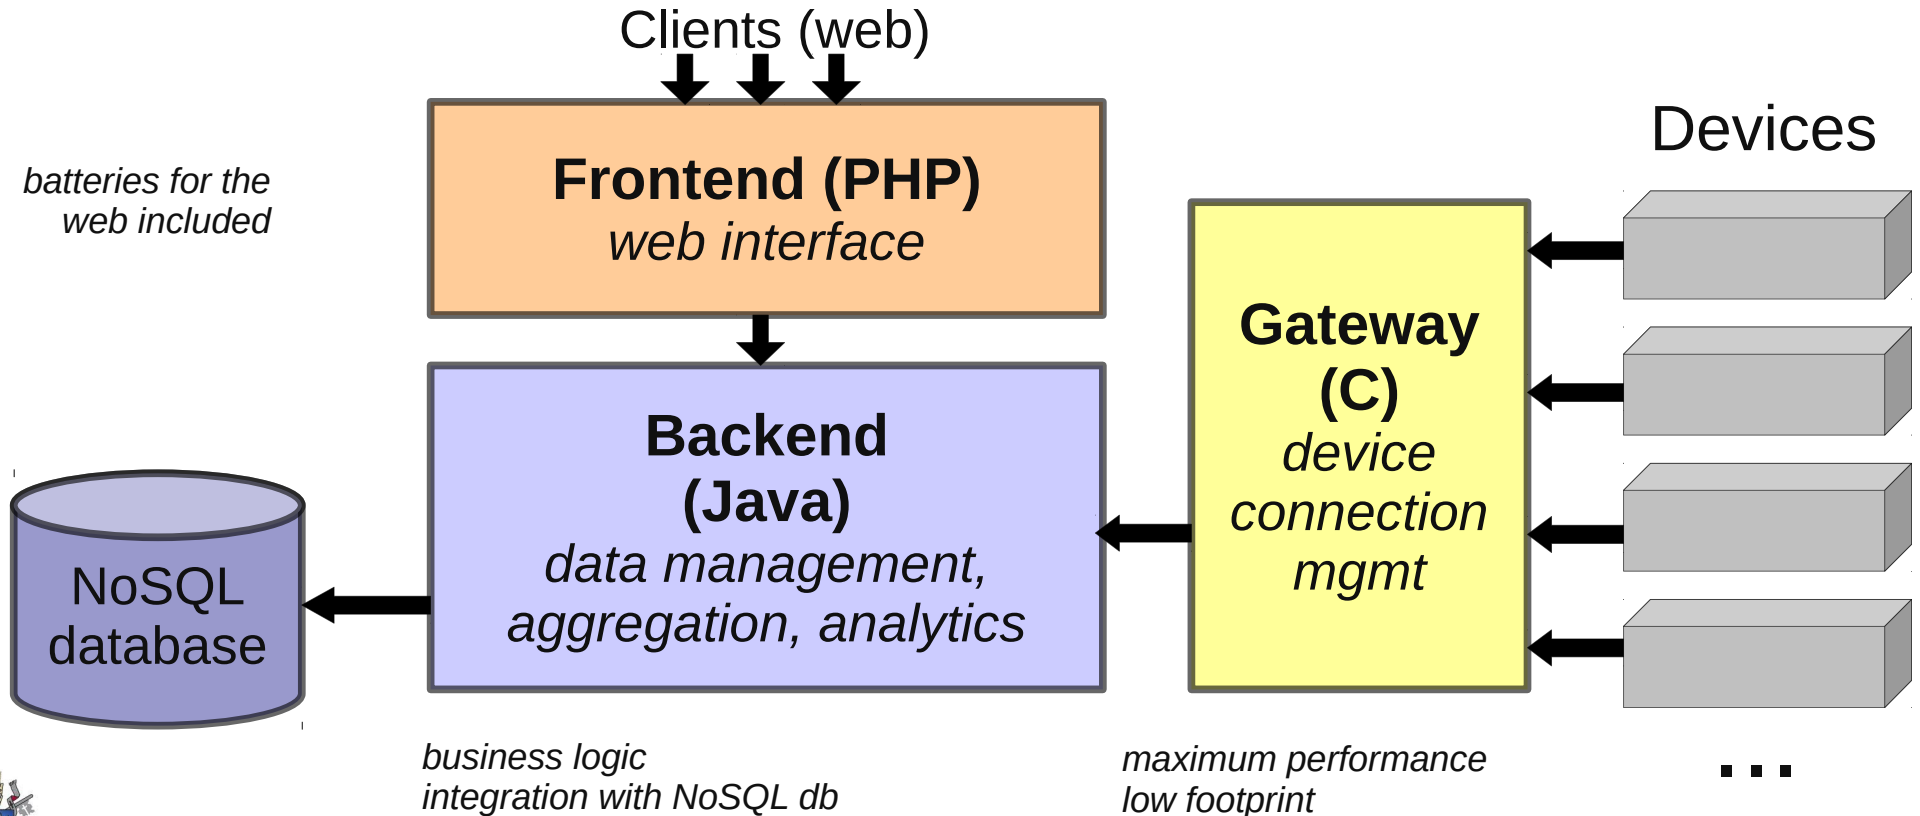 Clients (web)
batteries for the
web included
Frontend (PHP)
web interface
Devices
Gateway
(C)
device
connection
mgmt
Backend
(Java)
data management,
aggregation, analytics
NoSQL
database
business logic
integration with NoSQL db
maximum performance
low footprint
...